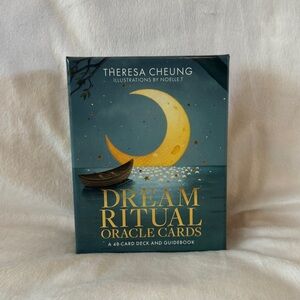 THERESA CHEUNG
ILLUSTRATIONS BY NOELLE T
DREAM
RITUAL
ORACLE CARDS
A 48-CARD DECK AND GUIDEBOOK